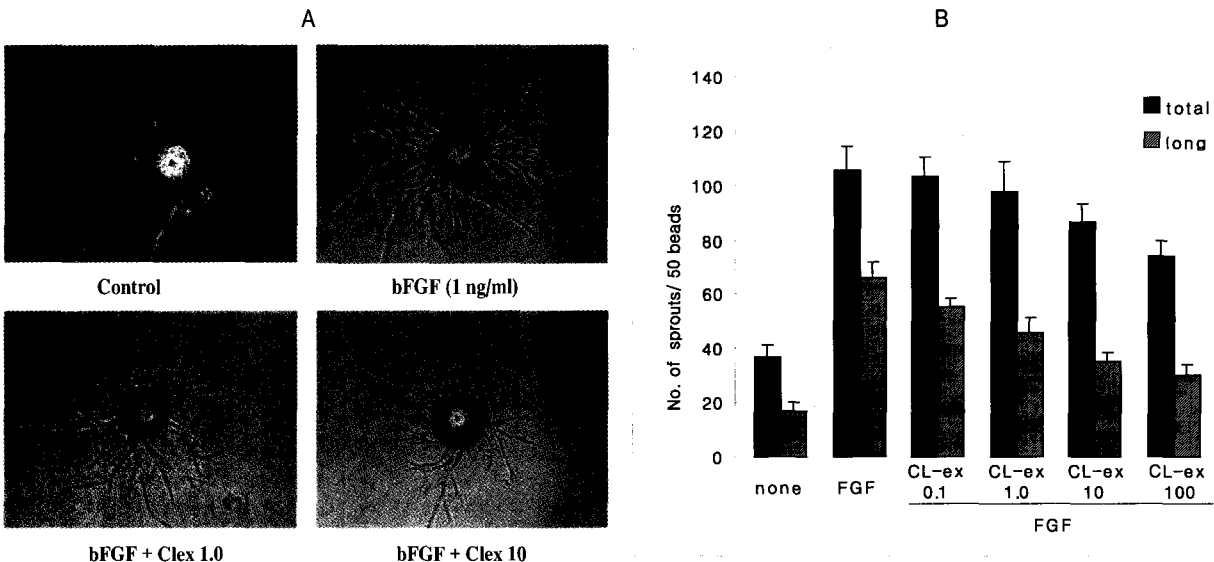 A
Control
bFGF (1 ng/ml)
bFGF + Clex 1.0
bFGF + Clex 10
B
No. of sprouts/ 50 beads
140
120
100
80
60
40
20
0
total
long
none
FGF
CL-ex 0.1
CL-ex 1.0
CL-ex 10
CL-ex 100
FGF